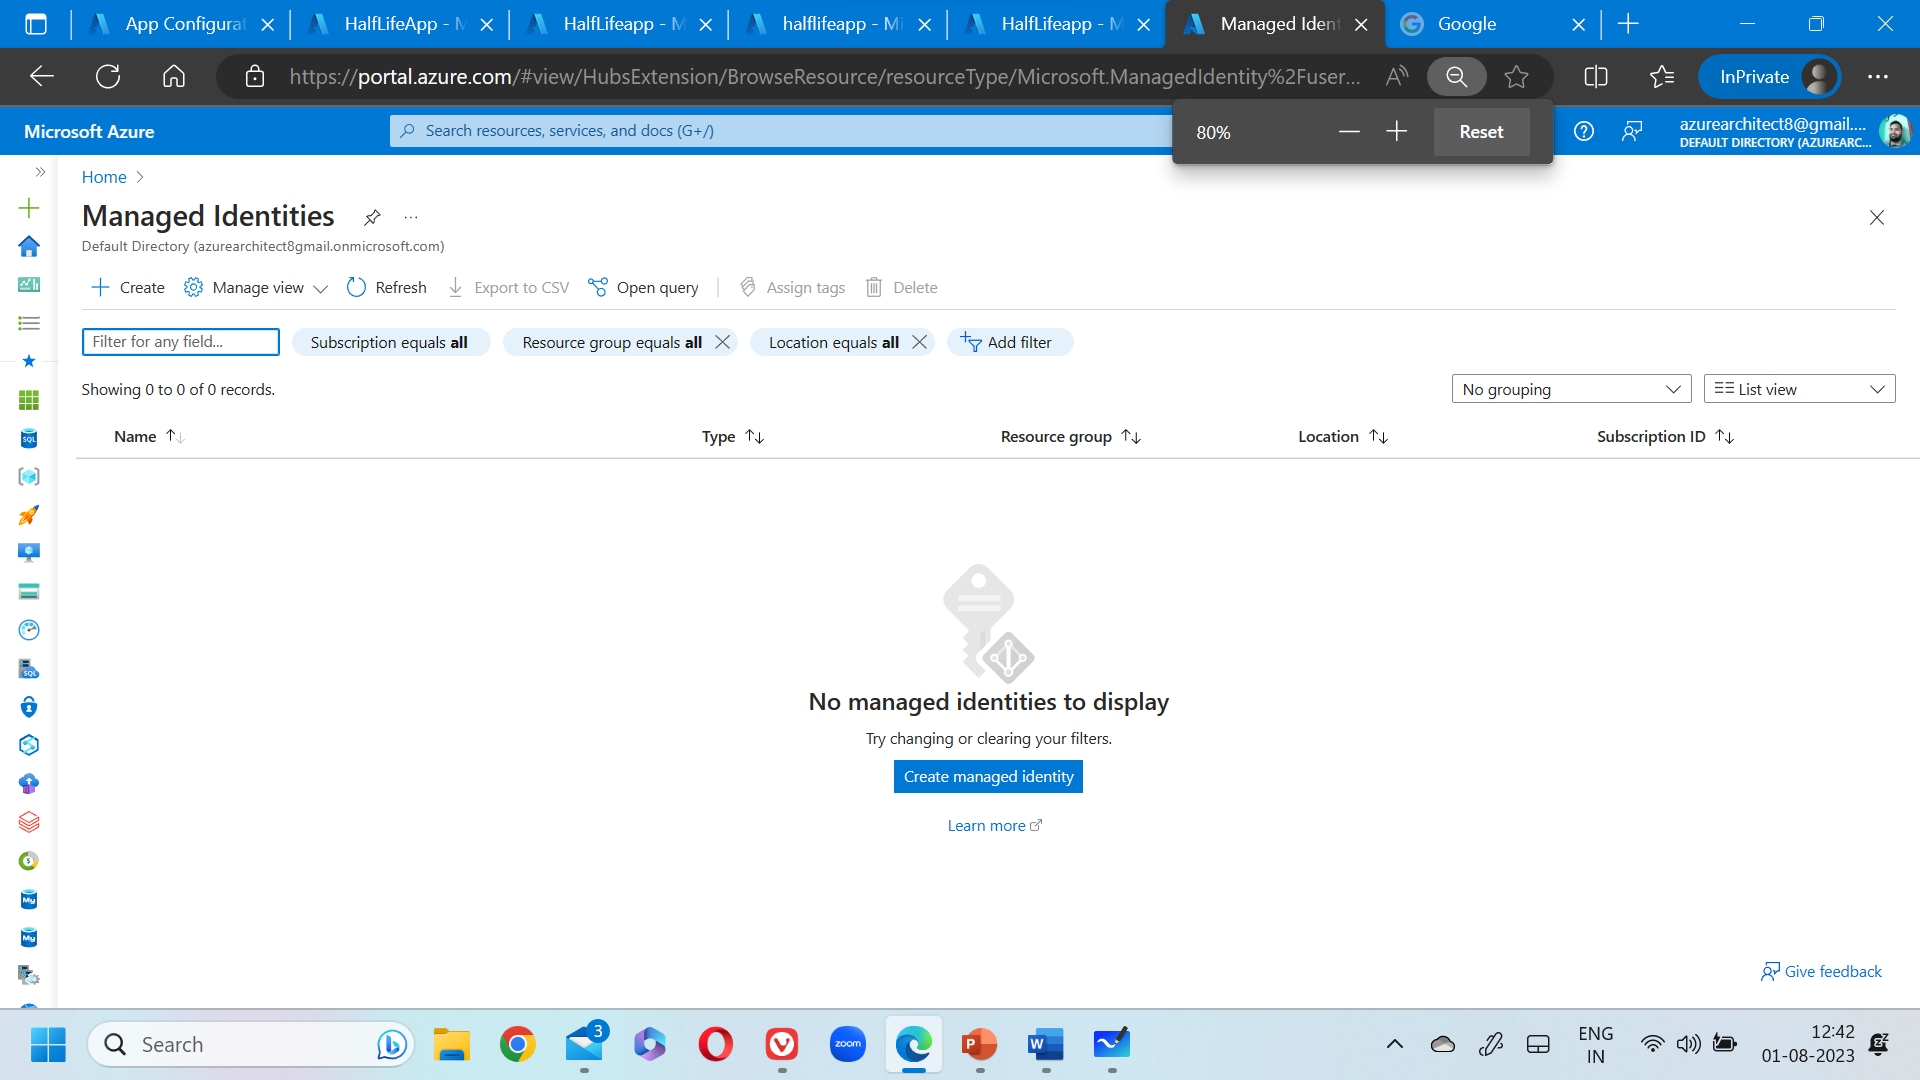 App Configurat
HalfLifeApp - M
HalfLifeapp - M
halflifeapp - Mi
HalfLifeapp - M
Managed Ident
Google
https://portal.azure.com/#view/HubsExtension/BrowseResource/resourceType/Microsoft.ManagedIdentity%2Fuser...
InPrivate
80%
Reset
Microsoft Azure
Search resources, services, and docs (G+/)
azurearchitect8@gmail....
DEFAULT DIRECTORY (AZUREARC...
Home
Managed Identities
Default Directory (azurearchitect8gmail.onmicrosoft.com)
Create
Manage view
Refresh
Export to CSV
Open query
Assign tags
Delete
Filter for any field...
Subscription equals all
Resource group equals all
Location equals all
Add filter
Showing 0 to 0 of 0 records.
No grouping
List view
Name
Type
Resource group
Location
Subscription ID
No managed identities to display
Try changing or clearing your filters.
Create managed identity
Learn more
Give feedback
Search
3
zoom
ENG
IN
12:42
01-08-2023